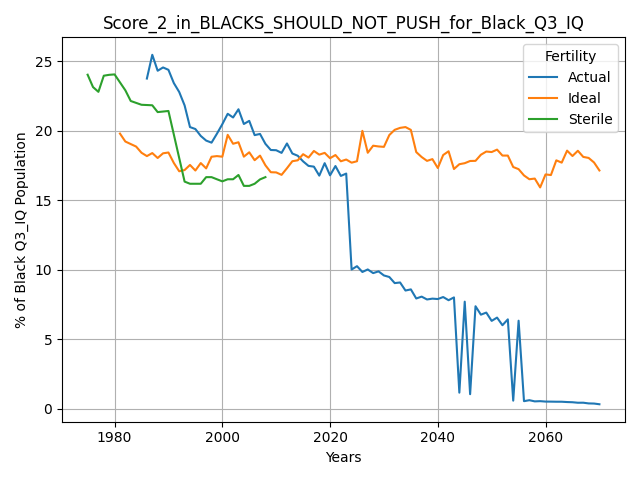 Score_2_in_BLACKS_SHOULD_NOT_PUSH_for_Black_Q3_IQ
Fertility
Actual
Ideal
Sterile
% of Black Q3_IQ Population
25
20
15
10
5
0
1980 2000 2020 2040 2060
Years